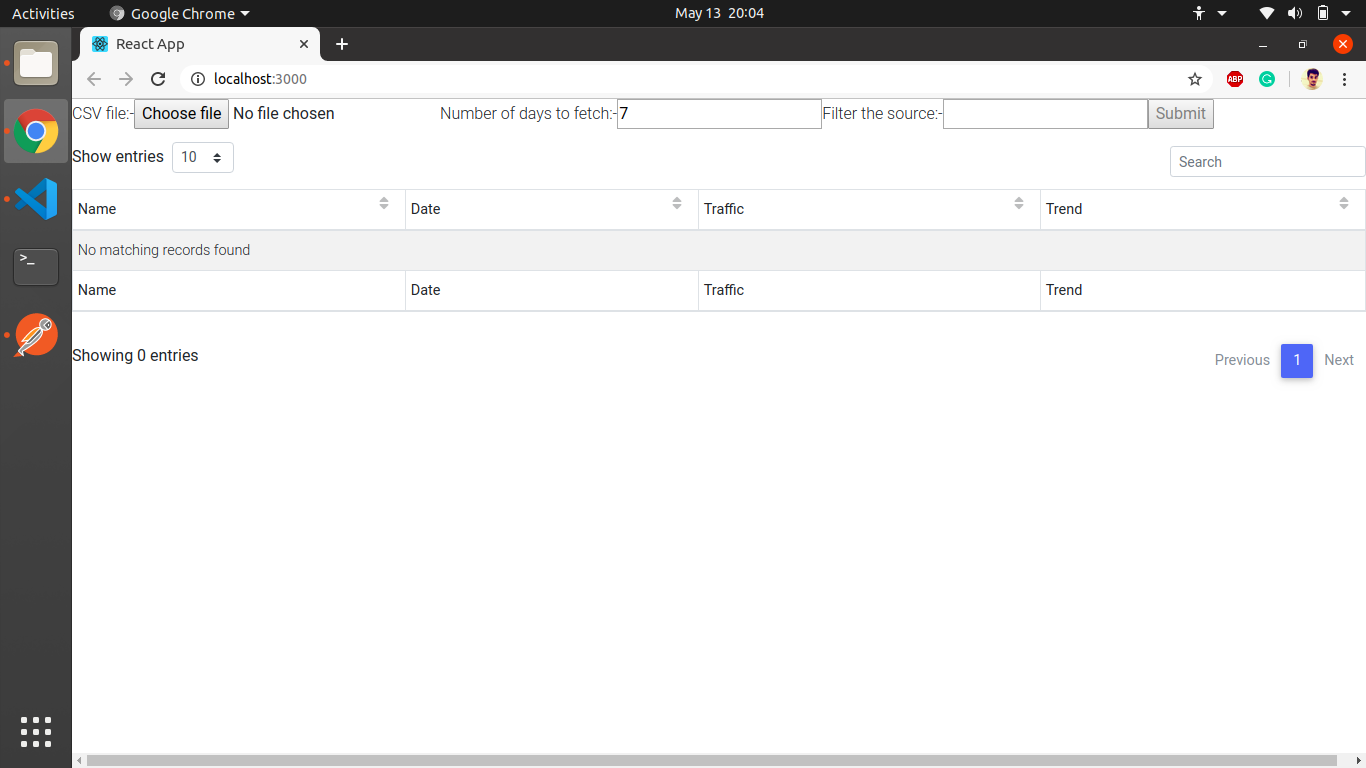 Activities Google Chrome May 13 20:04
React App
localhost:3000 ABP
CSV file:- Choose file No file chosen Number of days to fetch:- 7 Filter the source:- Submit
Show entries 10 Search
Name Date Traffic Trend
No matching records found
Name Date Traffic Trend
Showing 0 entries Previous 1 Next